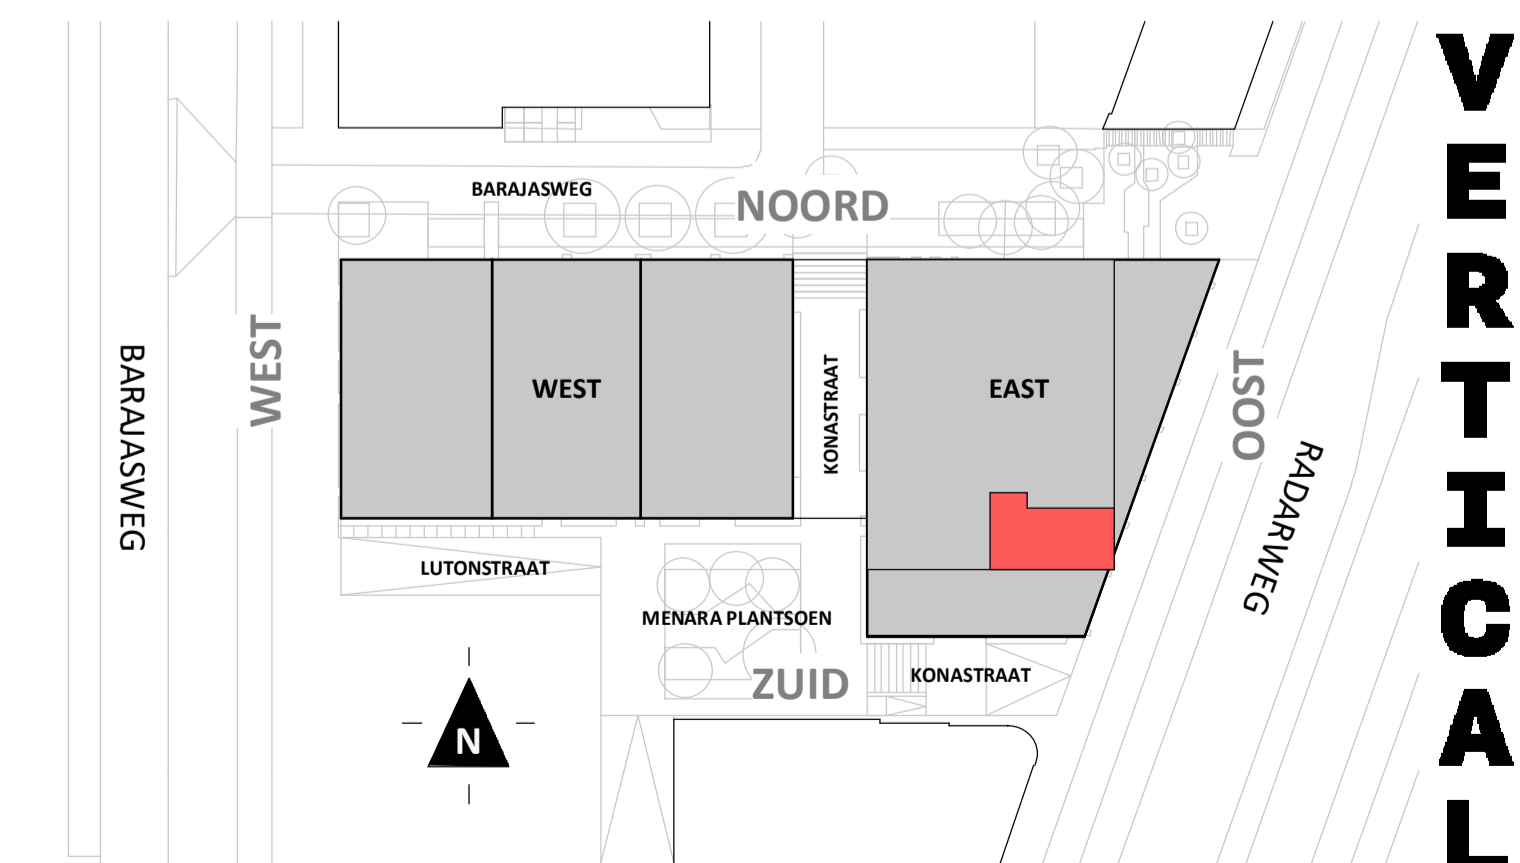 BARAJASWEG
NOORD
WEST
BARAJASWEG
WEST
KONASTRAAT
EAST
OOST
RADARWEG
LUTONSTRAAT
MENARA PLANTSOEN
ZUID
KONASTRAAT
N
VERTICAL